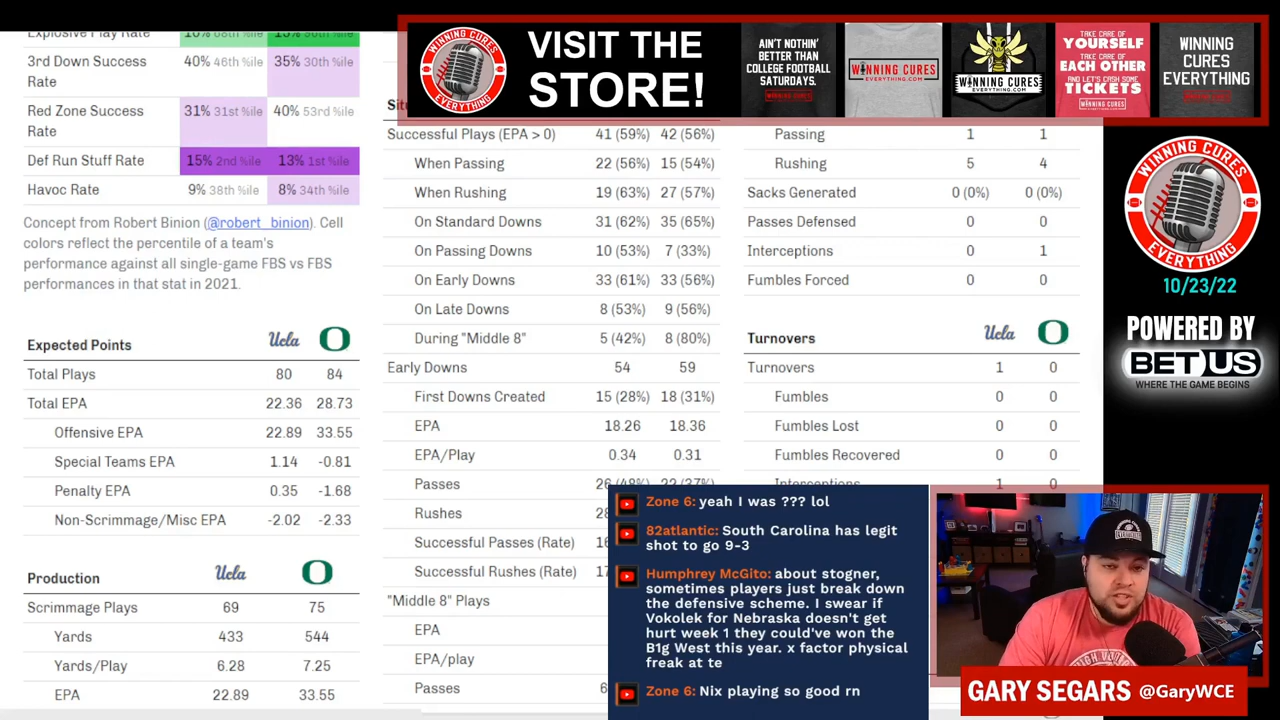 Explosive Play Rate
3rd Down Success Rate 40% 46th %ile 35% 30th %ile
Red Zone Success Rate 31% 31st %ile 40% 53rd %ile
Def Run Stuff Rate 15% 2nd %ile 13% 1st %ile
Havoc Rate 9% 38th %ile 8% 34th %ile
Concept from Robert Binion (@robert_binion). Cell
colors reflect the percentile of a team's
performance against all single-game FBS vs FBS
performances in that stat in 2021.
Expected Points Ucla O
Total Plays 80 84
Total EPA 22.36 28.73
Offensive EPA 22.89 33.55
Special Teams EPA 1.14 -0.81
Penalty EPA 0.35 -1.68
Non-Scrimmage/Misc EPA -2.02 -2.33
Production Ucla O
Scrimmage Plays 69 75
Yards 433 544
Yards/Play 6.28 7.25
EPA 22.89 33.55
Successful Plays (EPA > 0) 41 (59%) 42 (56%)
When Passing 22 (56%) 15 (54%)
When Rushing 19 (63%) 27 (57%)
On Standard Downs 31 (62%) 35 (65%)
On Passing Downs 10 (53%) 7 (33%)
On Early Downs 33 (61%) 33 (56%)
On Late Downs 8 (53%) 9 (56%)
During "Middle 8" 5 (42%) 8 (80%)
Early Downs 54 59
First Downs Created 15 (28%) 18 (31%)
EPA 18.26 18.36
EPA/Play 0.34 0.31
Passes 26 (48%) 22 (37%)
Rushes
Successful Passes (Rate)
Successful Rushes (Rate)
"Middle 8" Plays
EPA
EPA/play
Passes
Passing 1 1
Rushing 5 4
Sacks Generated 0 (0%) 0 (0%)
Passes Defensed 0 0
Interceptions 0 1
Fumbles Forced 0 0
Turnovers Ucla O
Turnovers 1 0
Fumbles 0 0
Fumbles Lost 0 0
Fumbles Recovered 0 0
Interceptions 1 0
WINNING CURES
EVERYTHING
VISIT THE
STORE!
AIN'T NOTHIN'
BETTER THAN
COLLEGE FOOTBALL
SATURDAYS.
WINNING CURES
WINNING CURES
EVERYTHING.COM
TAKE CARE OF
YOURSELF
TAKE CARE OF
EACH OTHER
AND LET'S CASH SOME
TICKETS
WINNING CURES
WINNING
CURES
EVERYTHING
WINNING CURES
EVERYTHING
10/23/22
POWERED BY
BETUS
WHERE THE GAME BEGINS
Zone 6: yeah I was ??? lol
82atlantic: South Carolina has legit
shot to go 9-3
Humphrey McGito: about stogner,
sometimes players just break down
the defensive scheme. I swear if
Vokolek for Nebraska doesn't get
hurt week 1 they could've won the
B1g West this year. x factor physical
freak at te
Zone 6: Nix playing so good rn
GARY SEGARS @GaryWCE